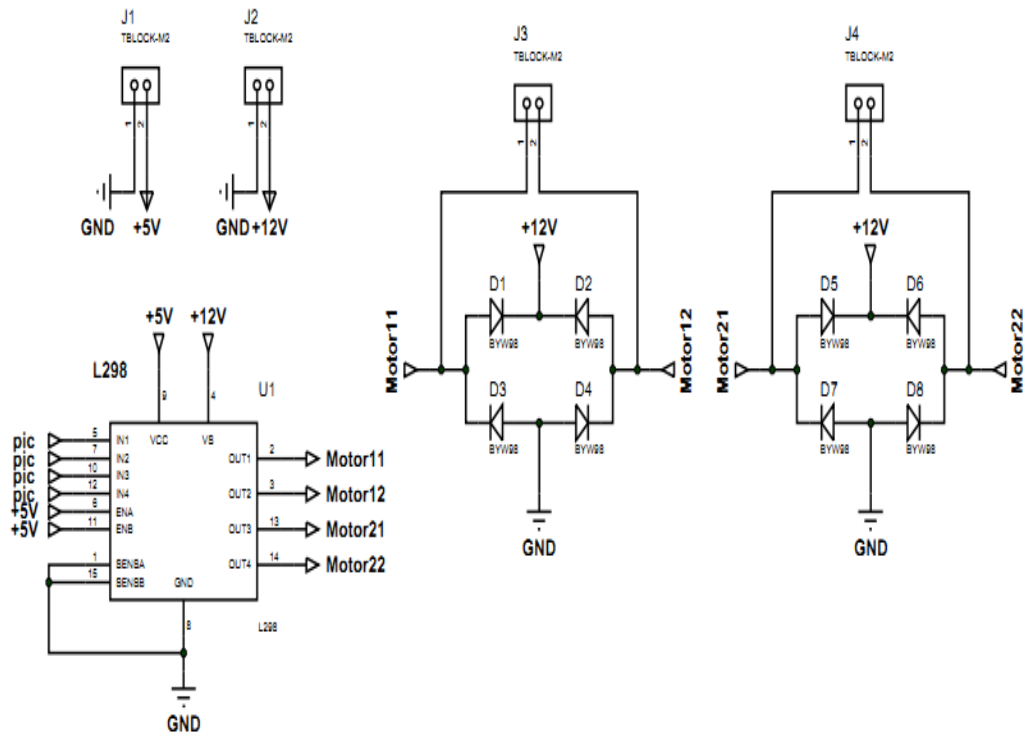 J1
TBLOCK-M2
1
2
GND
+5V
J2
TBLOCK-M2
1
2
GND
+12V
J3
TBLOCK-M2
1
2
+12V
D1
BYW98
D2
BYW98
Motor11
Motor12
D3
BYW98
D4
BYW98
GND
J4
TBLOCK-M2
1
2
+12V
D5
BYW98
D6
BYW98
Motor21
Motor22
D7
BYW98
D8
BYW98
GND
+5V
+12V
L298
U1
9
4
VCC
VS
pic
5
IN1
pic
7
IN2
pic
10
IN3
pic
12
IN4
+5V
6
ENA
+5V
11
ENB
1
SENSA
15
SENSB
GND
8
OUT1
2
Motor11
OUT2
3
Motor12
OUT3
13
Motor21
OUT4
14
Motor22
L298
GND